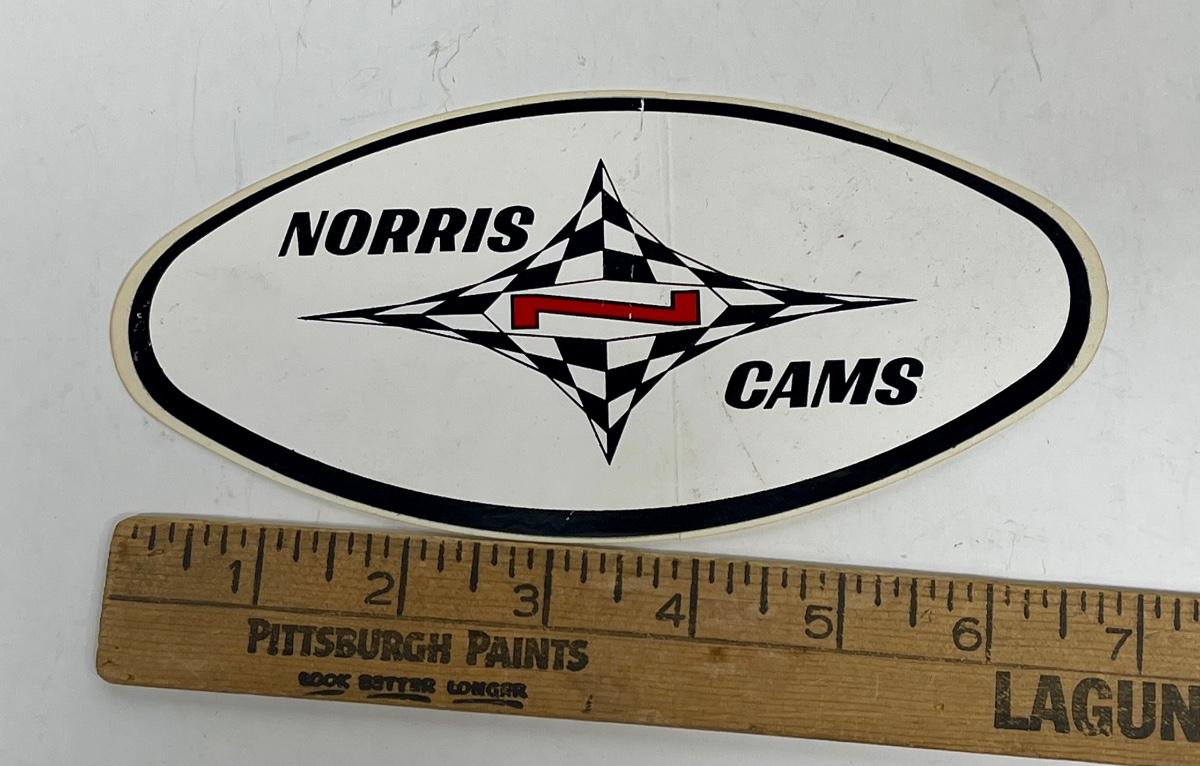 NORRIS
N
CAMS
1 2 3 4 5 6 7
PITTSBURGH PAINTS
LOOK BETTER LONGER
LAGUN